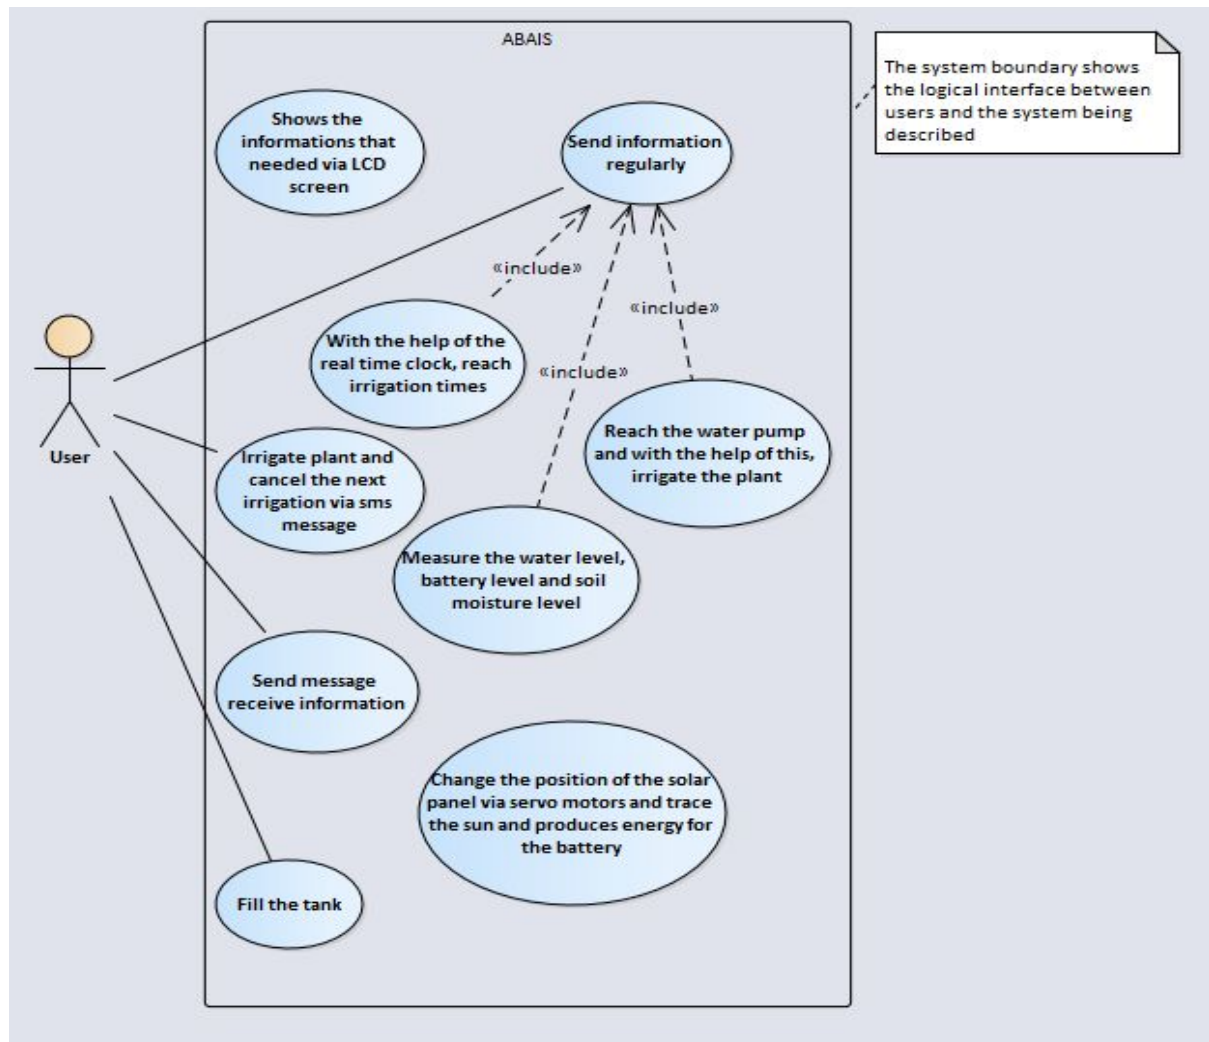 ABAIS
The system boundary shows
the logical interface between
users and the system being
described
Shows the
informations that
needed via LCD
screen
Send information
regularly
«include»
«include»
«include»
With the help of the
real time clock, reach
irrigation times
Reach the water pump
and with the help of this,
irrigate the plant
User
Irrigate plant and
cancel the next
irrigation via sms
message
Measure the water level,
battery level and soil
moisture level
Send message
receive information
Change the position of the solar
panel via servo motors and trace
the sun and produces energy for
the battery
Fill the tank